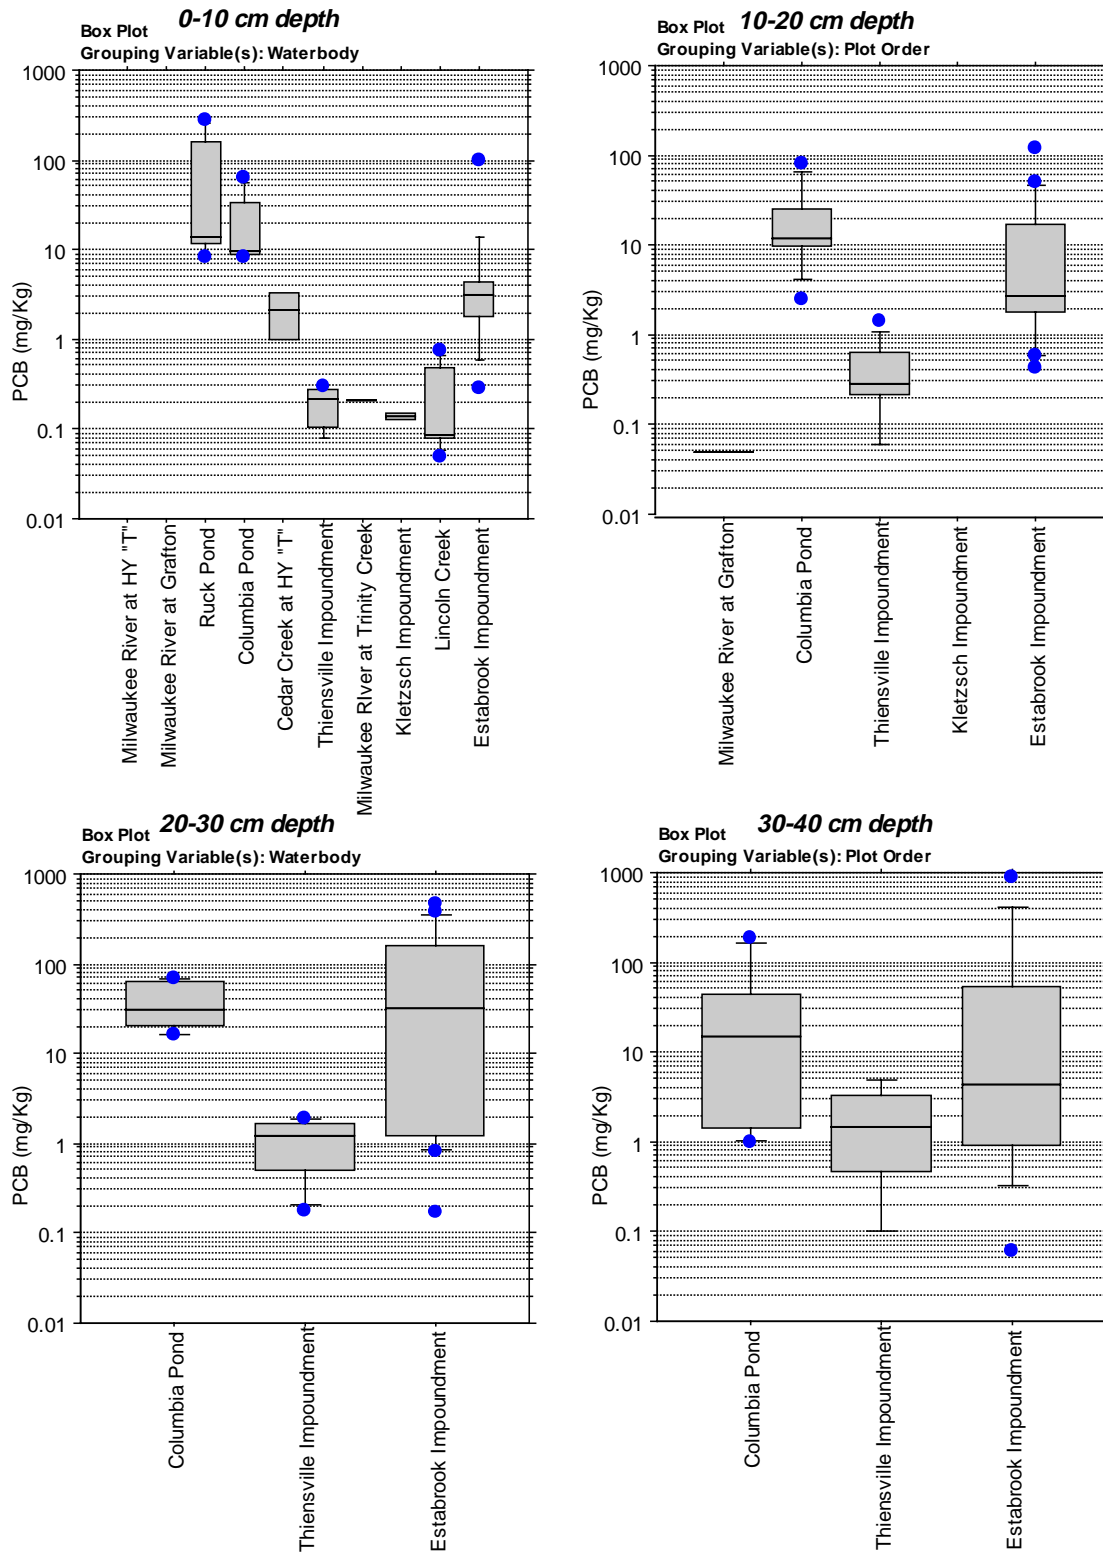 0-10 cm depth
Box Plot
Grouping Variable(s): Waterbody
1000
100
10
1
0.1
0.01
PCB (mg/Kg)
Milwaukee River at HY "T"
Milwaukee River at Grafton
Ruck Pond
Columbia Pond
Cedar Creek at HY "T"
Thiensville Impoundment
Milwaukee RIver at Trinity Creek
Kletzsch Impoundment
Lincoln Creek
Estabrook Impoundment
10-20 cm depth
Box Plot
Grouping Variable(s): Plot Order
1000
100
10
1
0.1
0.01
PCB (mg/Kg)
Milwaukee River at Grafton
Columbia Pond
Thiensville Impoundment
Kletzsch Impoundment
Estabrook Impoundment
20-30 cm depth
Box Plot
Grouping Variable(s): Waterbody
1000
100
10
1
0.1
0.01
PCB (mg/Kg)
Columbia Pond
Thiensville Impoundment
Estabrook Impoundment
30-40 cm depth
Box Plot
Grouping Variable(s): Plot Order
1000
100
10
1
0.1
0.01
PCB (mg/Kg)
Columbia Pond
Thiensville Impoundment
Estabrook Impoundment